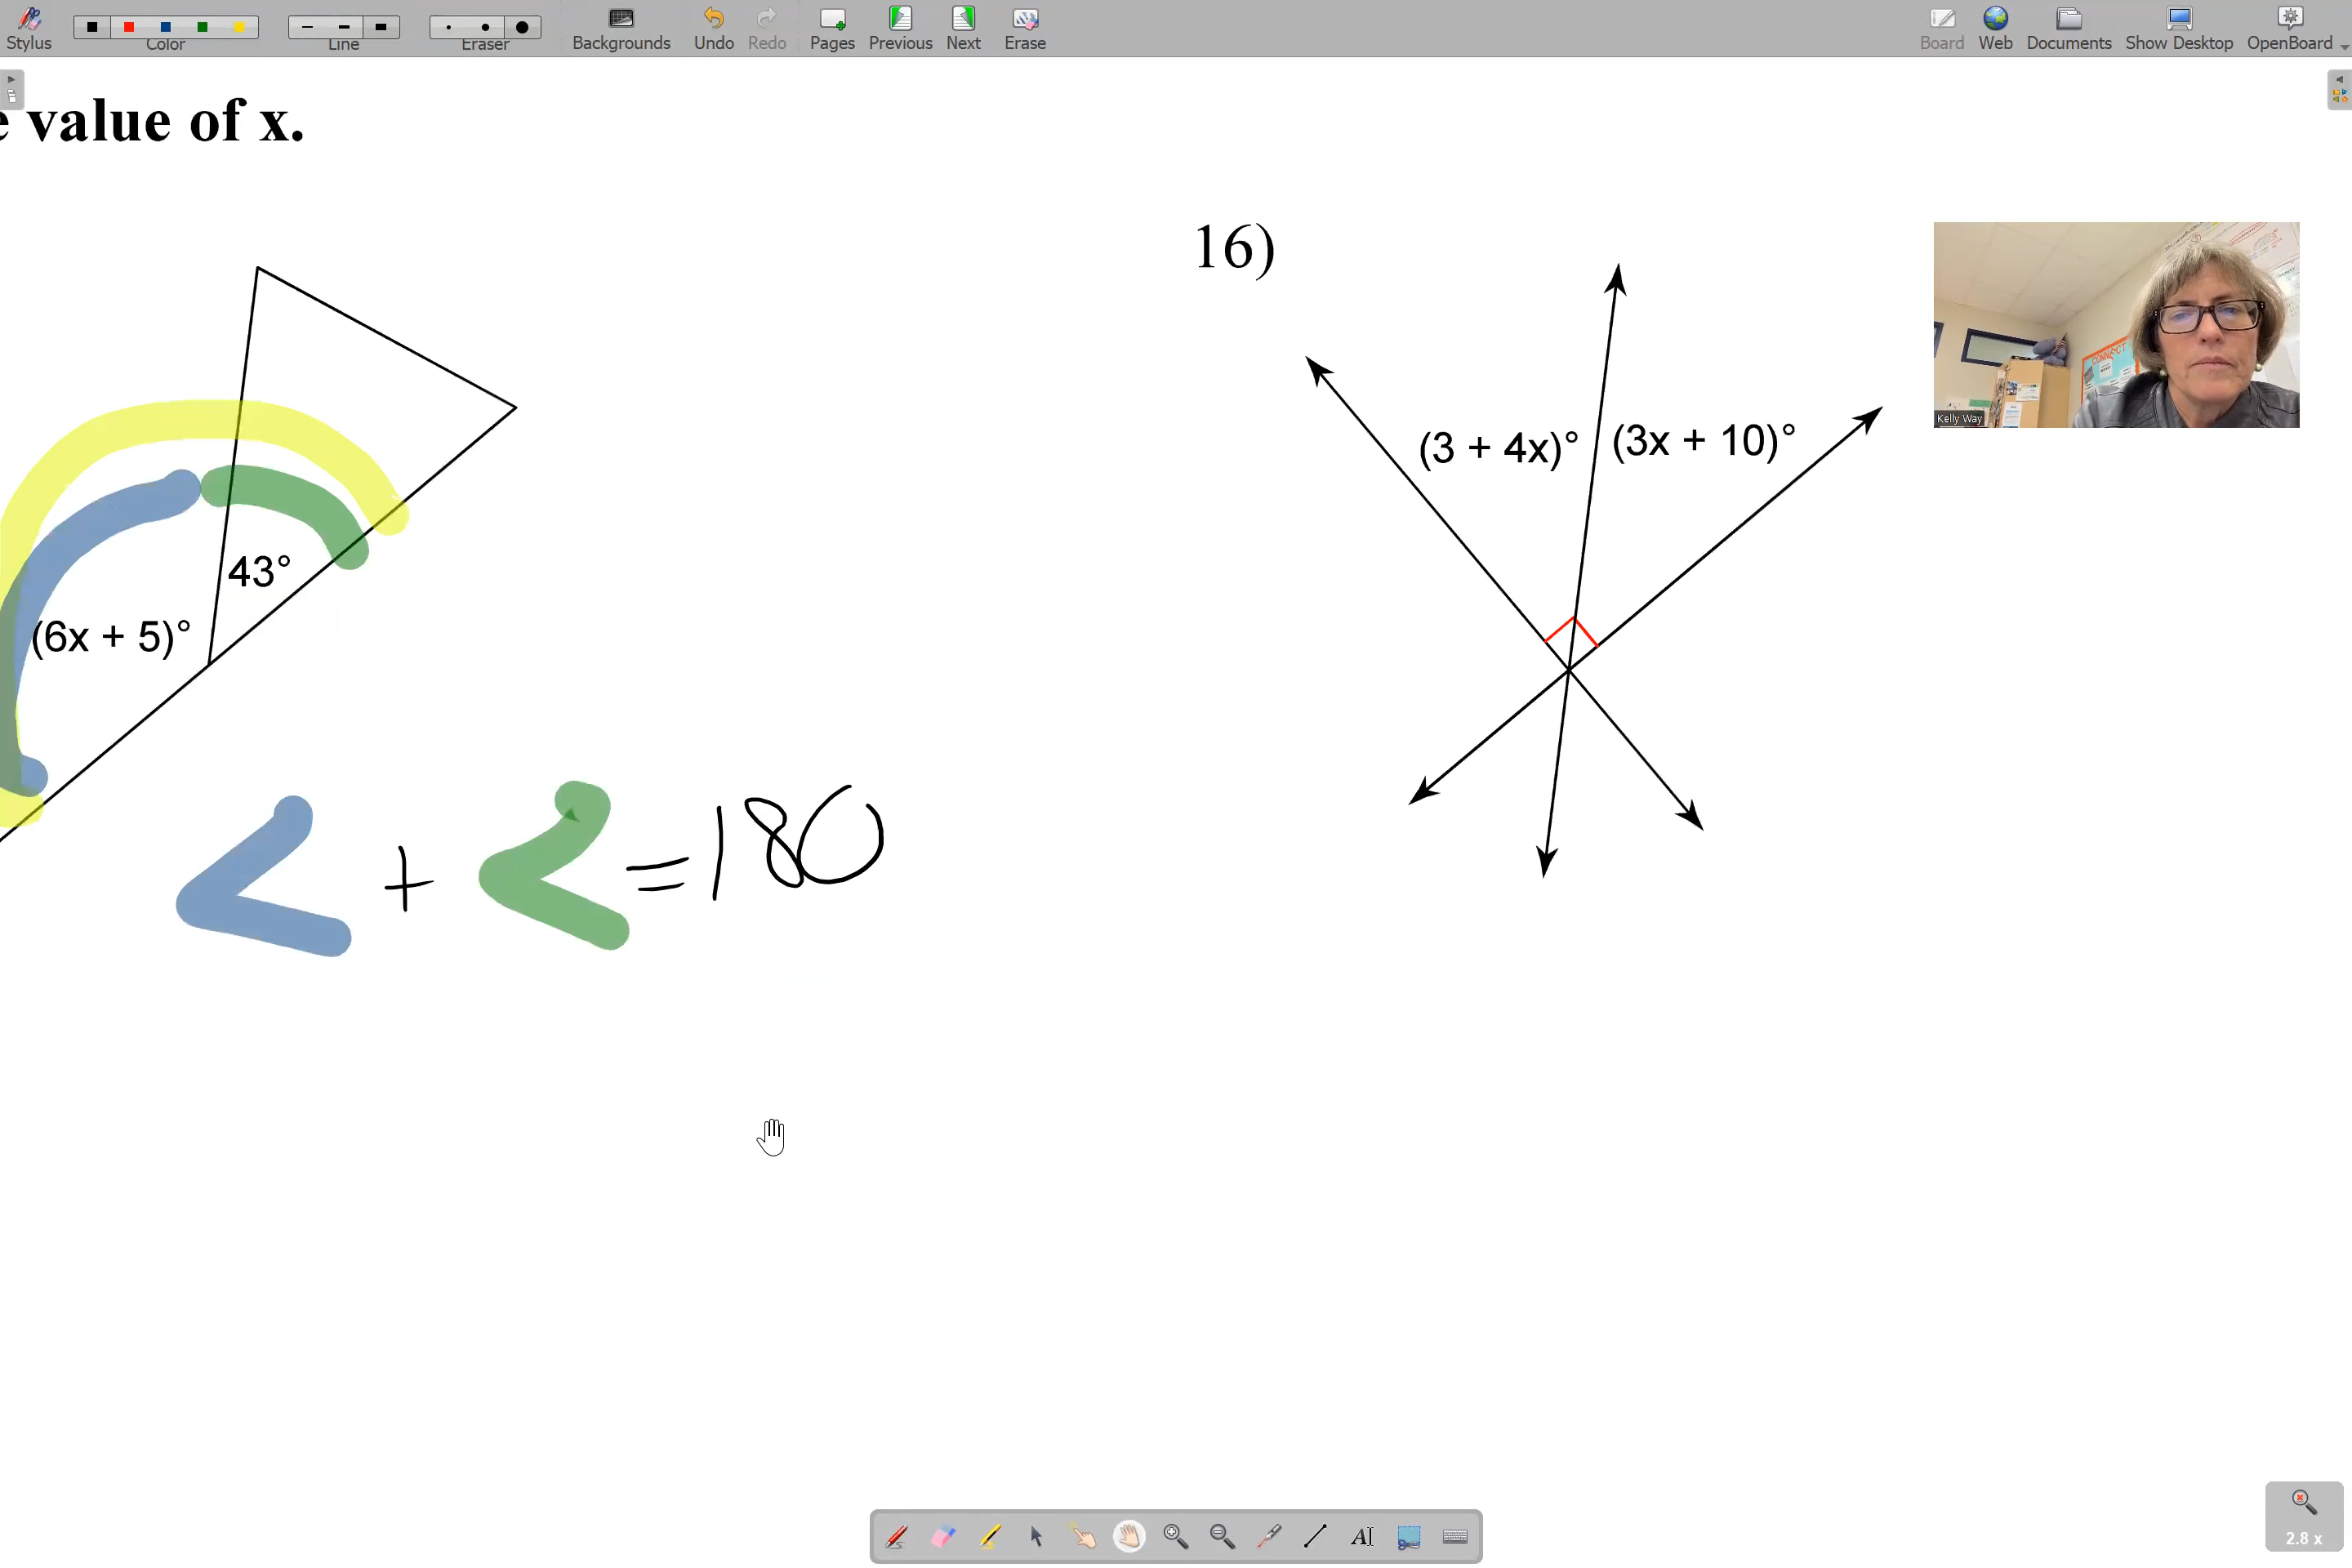 Stylus Color Line Eraser Backgrounds Undo Redo Pages Previous Next Erase Board Web Documents Show Desktop OpenBoard
e value of x.
16)
(3 + 4x)° (3x + 10)°
CONNECT
Kelly Way
43°
(6x + 5)°
< + < = 180
2.8 x